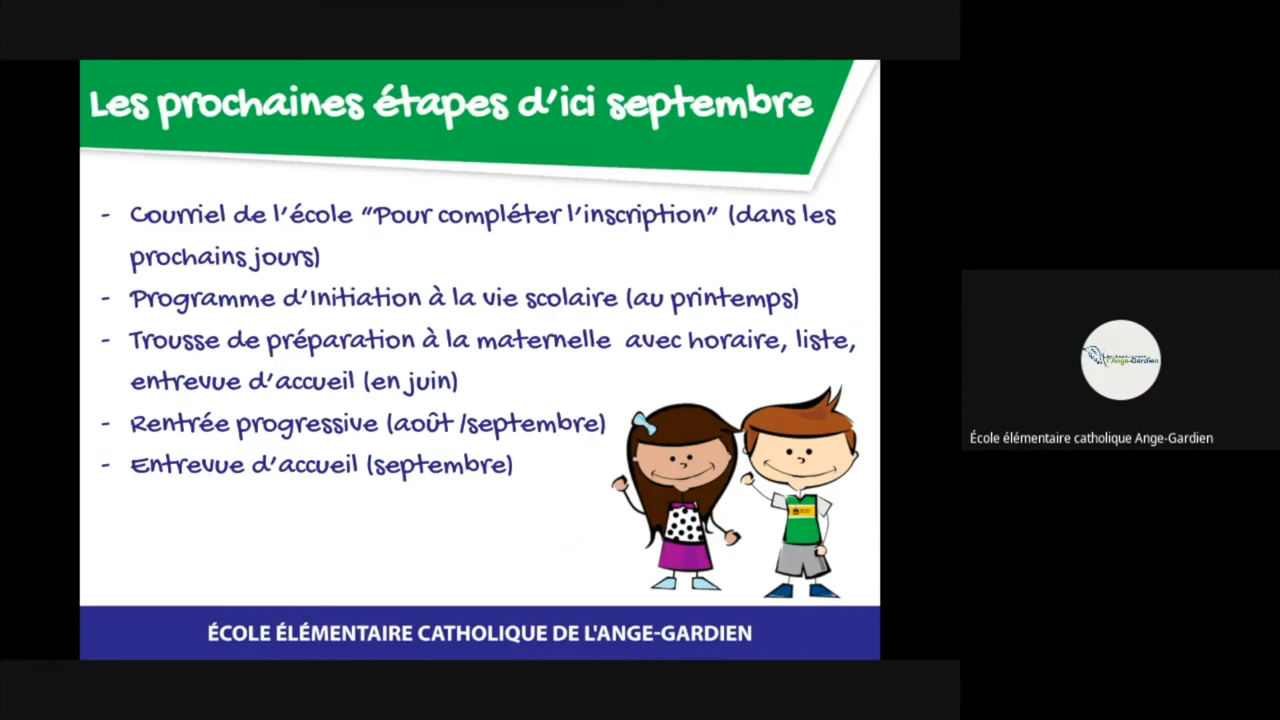 Les prochaines étapes d'ici septembre
- Courriel de l'école "Pour compléter l'inscription" (dans les
prochains jours)
- Programme d'Initiation à la vie scolaire (au printemps)
- Trousse de préparation à la maternelle avec horaire, liste,
entrevue d'accueil (en juin)
- Rentrée progressive (août /septembre)
- Entrevue d'accueil (septembre)
ÉCOLE ÉLÉMENTAIRE CATHOLIQUE DE L'ANGE-GARDIEN
l'Ange-Gardien
École élémentaire catholique Ange-Gardien